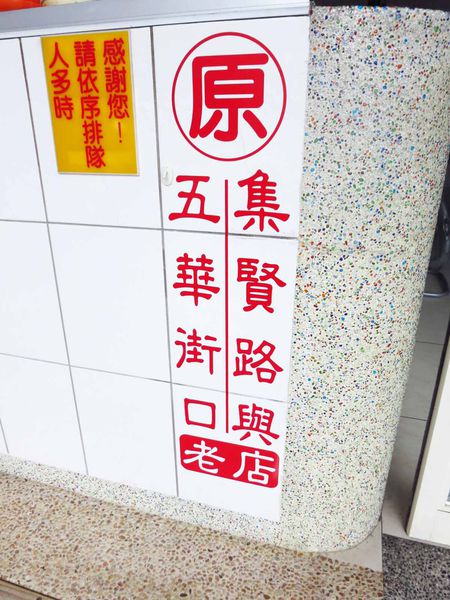 人多時
請依序排隊
感謝您！
原
集賢路與
五華街口
老店